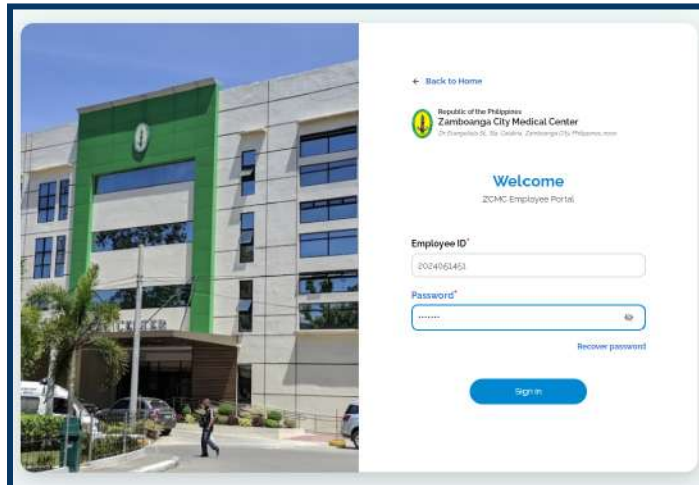 ← Back to Home
Republic of the Philippines
Zamboanga City Medical Center
Welcome
ZCMC Employee Portal
Employee ID*
2024051451
Password*
Recover password
Sign In